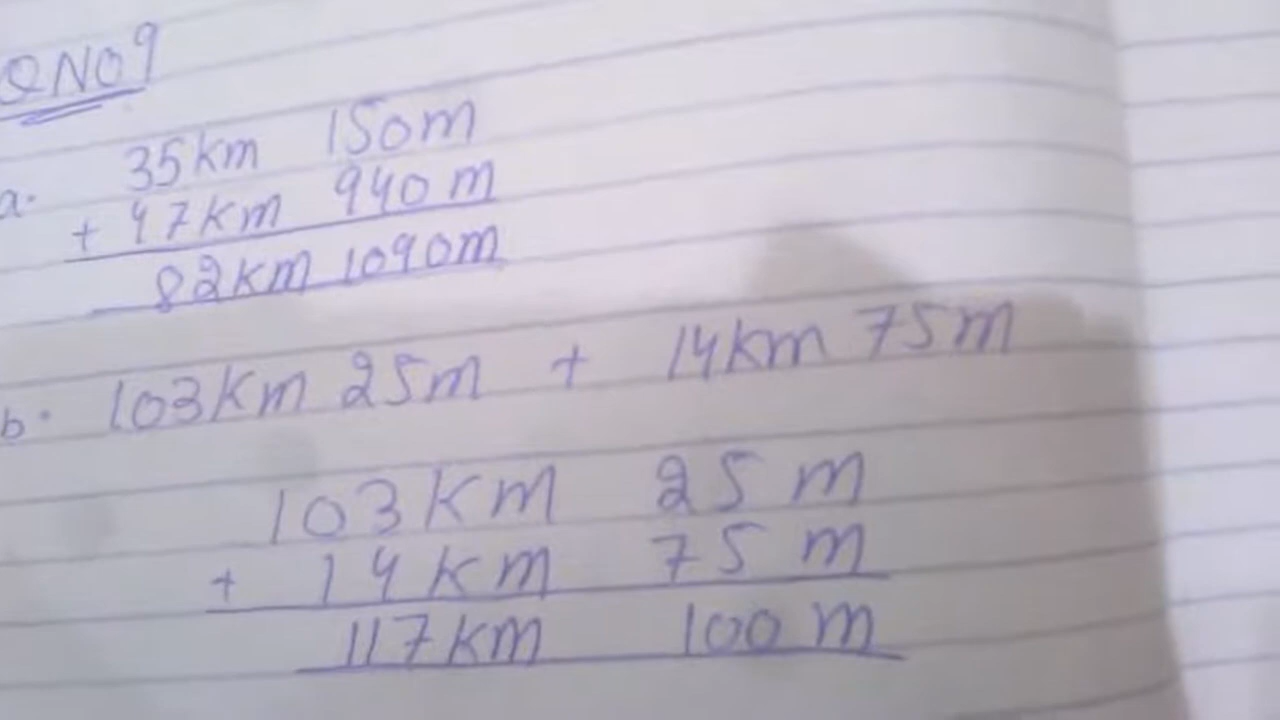 QNO9
a. 35km 150m
+ 47km 940m
82km 1090m
b. 103km 25m + 14km 75m
103km 25m
+ 14km 75m
117km 100m